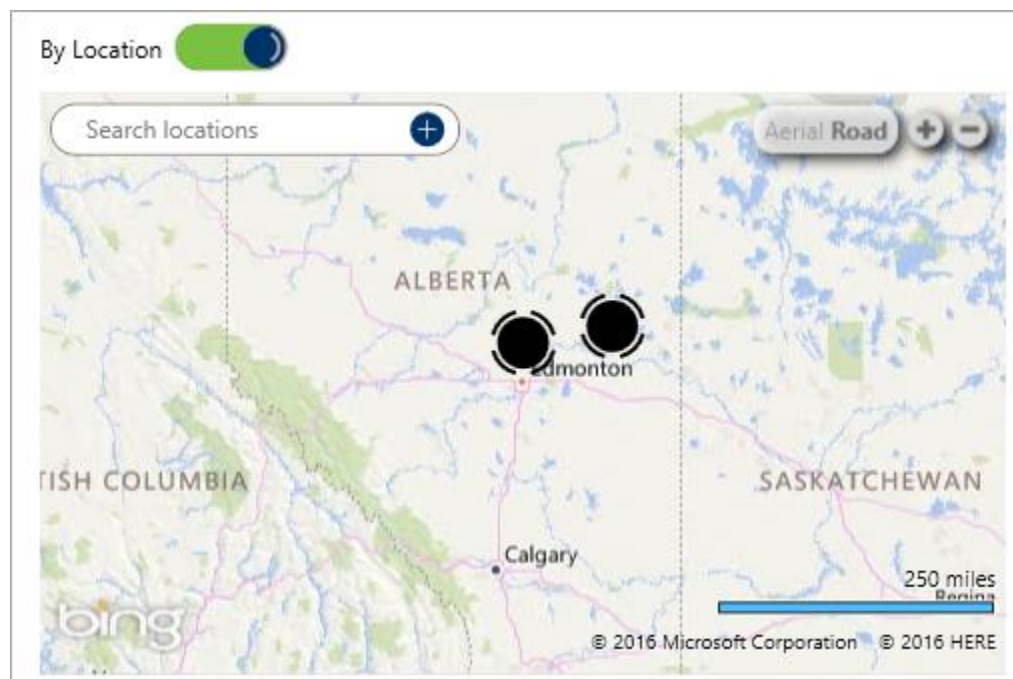 By Location
Search locations
Aerial Road
ALBERTA
Edmonton
TISH COLUMBIA
SASKATCHEWAN
Calgary
250 miles
Regina
bing
© 2016 Microsoft Corporation © 2016 HERE